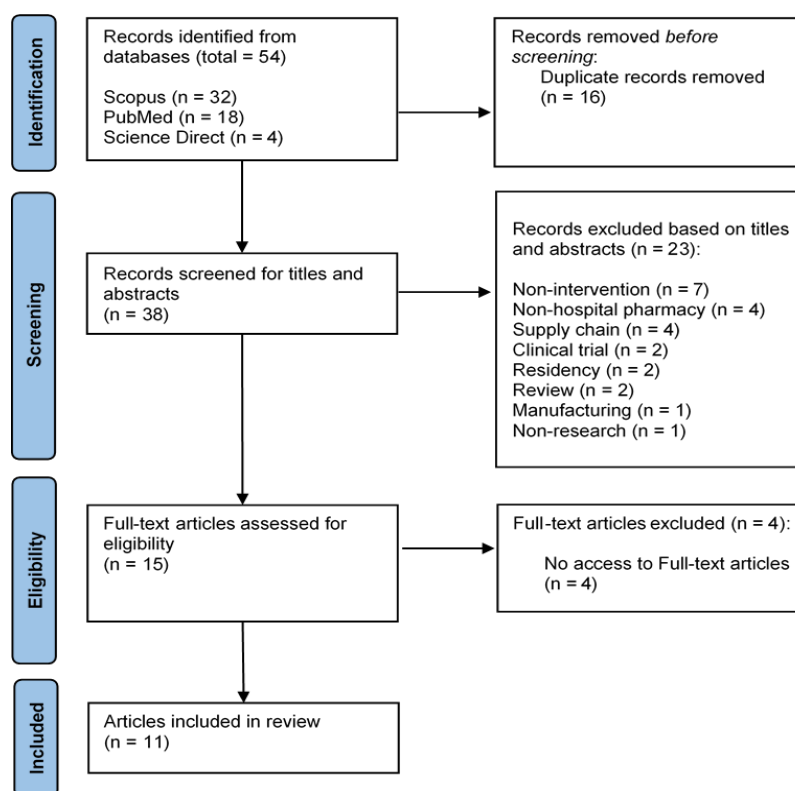 Identification
Records identified from
databases (total = 54)
Scopus (n = 32)
PubMed (n = 18)
Science Direct (n = 4)
Records removed before
screening:
Duplicate records removed
(n = 16)
Screening
Records screened for titles and
abstracts
(n = 38)
Records excluded based on titles
and abstracts (n = 23):
Non-intervention (n = 7)
Non-hospital pharmacy (n = 4)
Supply chain (n = 4)
Clinical trial (n = 2)
Residency (n = 2)
Review (n = 2)
Manufacturing (n = 1)
Non-research (n = 1)
Eligibility
Full-text articles assessed for
eligibility
(n = 15)
Full-text articles excluded (n = 4):
No access to Full-text articles
(n = 4)
Included
Articles included in review
(n = 11)